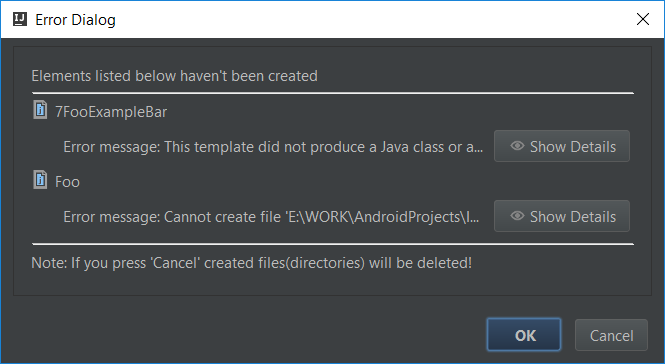 IJ Error Dialog
Elements listed below haven't been created
7FooExampleBar
Error message: This template did not produce a Java class or a... Show Details
Foo
Error message: Cannot create file 'E:\WORK\AndroidProjects\I... Show Details
Note: If you press 'Cancel' created files(directories) will be deleted!
OK Cancel